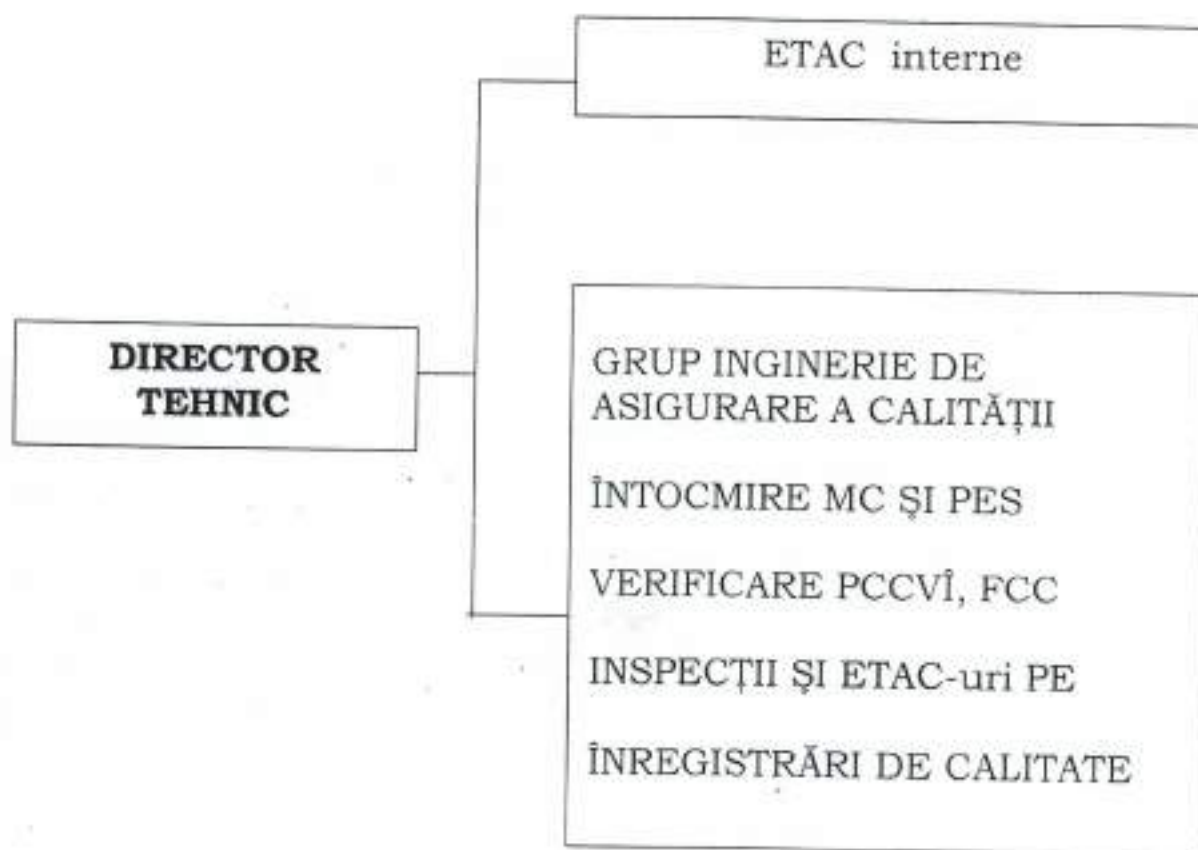 ETAC interne
DIRECTOR
TEHNIC
GRUP INGINERIE DE
ASIGURARE A CALITĂȚII
ÎNTOCMIRE MC ȘI PES
VERIFICARE PCCVÎ, FCC
INSPECȚII ȘI ETAC-uri PE
ÎNREGISTRĂRI DE CALITATE